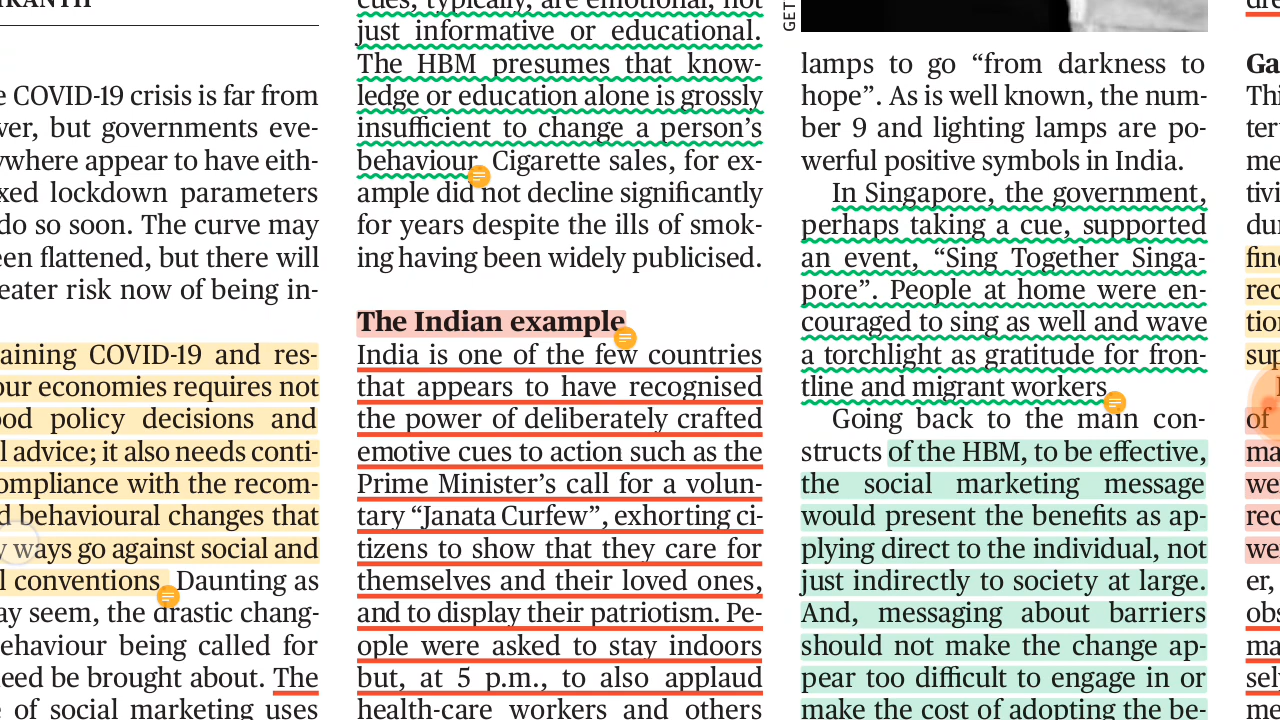 COVID-19 crisis is far from
but governments eve-
appear to have eith-
lockdown parameters
do so soon. The curve may
flattened, but there will
risk now of being in-
COVID-19 and res-
our economies requires not
policy decisions and
advice; it also needs conti-
with the recom-
behavioural changes that
ways go against social and
conventions. Daunting as
seem, the drastic chang-
being called for
be brought about. The
of social marketing uses
cues, typically, are emotional, not
just informative or educational.
The HBM presumes that know-
ledge or education alone is grossly
insufficient to change a person’s
behaviour. Cigarette sales, for ex-
ample did not decline significantly
for years despite the ills of smok-
ing having been widely publicised.
The Indian example
India is one of the few countries
that appears to have recognised
the power of deliberately crafted
emotive cues to action such as the
Prime Minister’s call for a volun-
tary “Janata Curfew”, exhorting ci-
tizens to show that they care for
themselves and their loved ones,
and to display their patriotism. Pe-
ople were asked to stay indoors
but, at 5 p.m., to also applaud
health-care workers and others
GET
lamps to go “from darkness to
hope”. As is well known, the num-
ber 9 and lighting lamps are po-
werful positive symbols in India.
In Singapore, the government,
perhaps taking a cue, supported
an event, “Sing Together Singa-
pore”. People at home were en-
couraged to sing as well and wave
a torchlight as gratitude for fron-
tline and migrant workers.
Going back to the main con-
structs of the HBM, to be effective,
the social marketing message
would present the benefits as ap-
plying direct to the individual, not
just indirectly to society at large.
And, messaging about barriers
should not make the change ap-
pear too difficult to engage in or
make the cost of adopting the be-
of